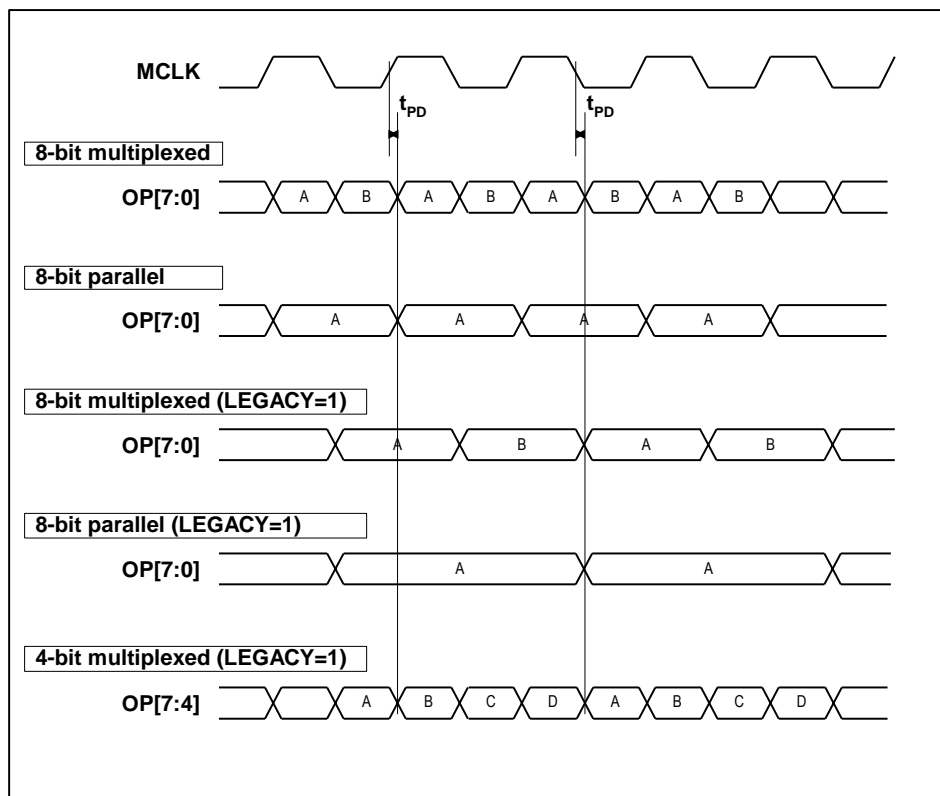 MCLK
tPD tPD
8-bit multiplexed
OP[7:0] A B A B A B A B
8-bit parallel
OP[7:0] A A A A
8-bit multiplexed (LEGACY=1)
OP[7:0] A B A B
8-bit parallel (LEGACY=1)
OP[7:0] A A
4-bit multiplexed (LEGACY=1)
OP[7:4] A B C D A B C D